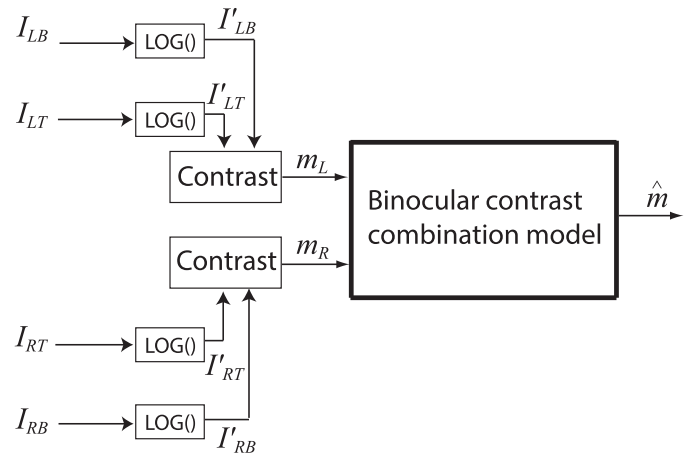 I_LB
LOG()
I'_LB
I_LT
LOG()
I'_LT
Contrast
m_L
Binocular contrast
combination model
m̂
Contrast
m_R
I_RT
LOG()
I'_RT
I_RB
LOG()
I'_RB